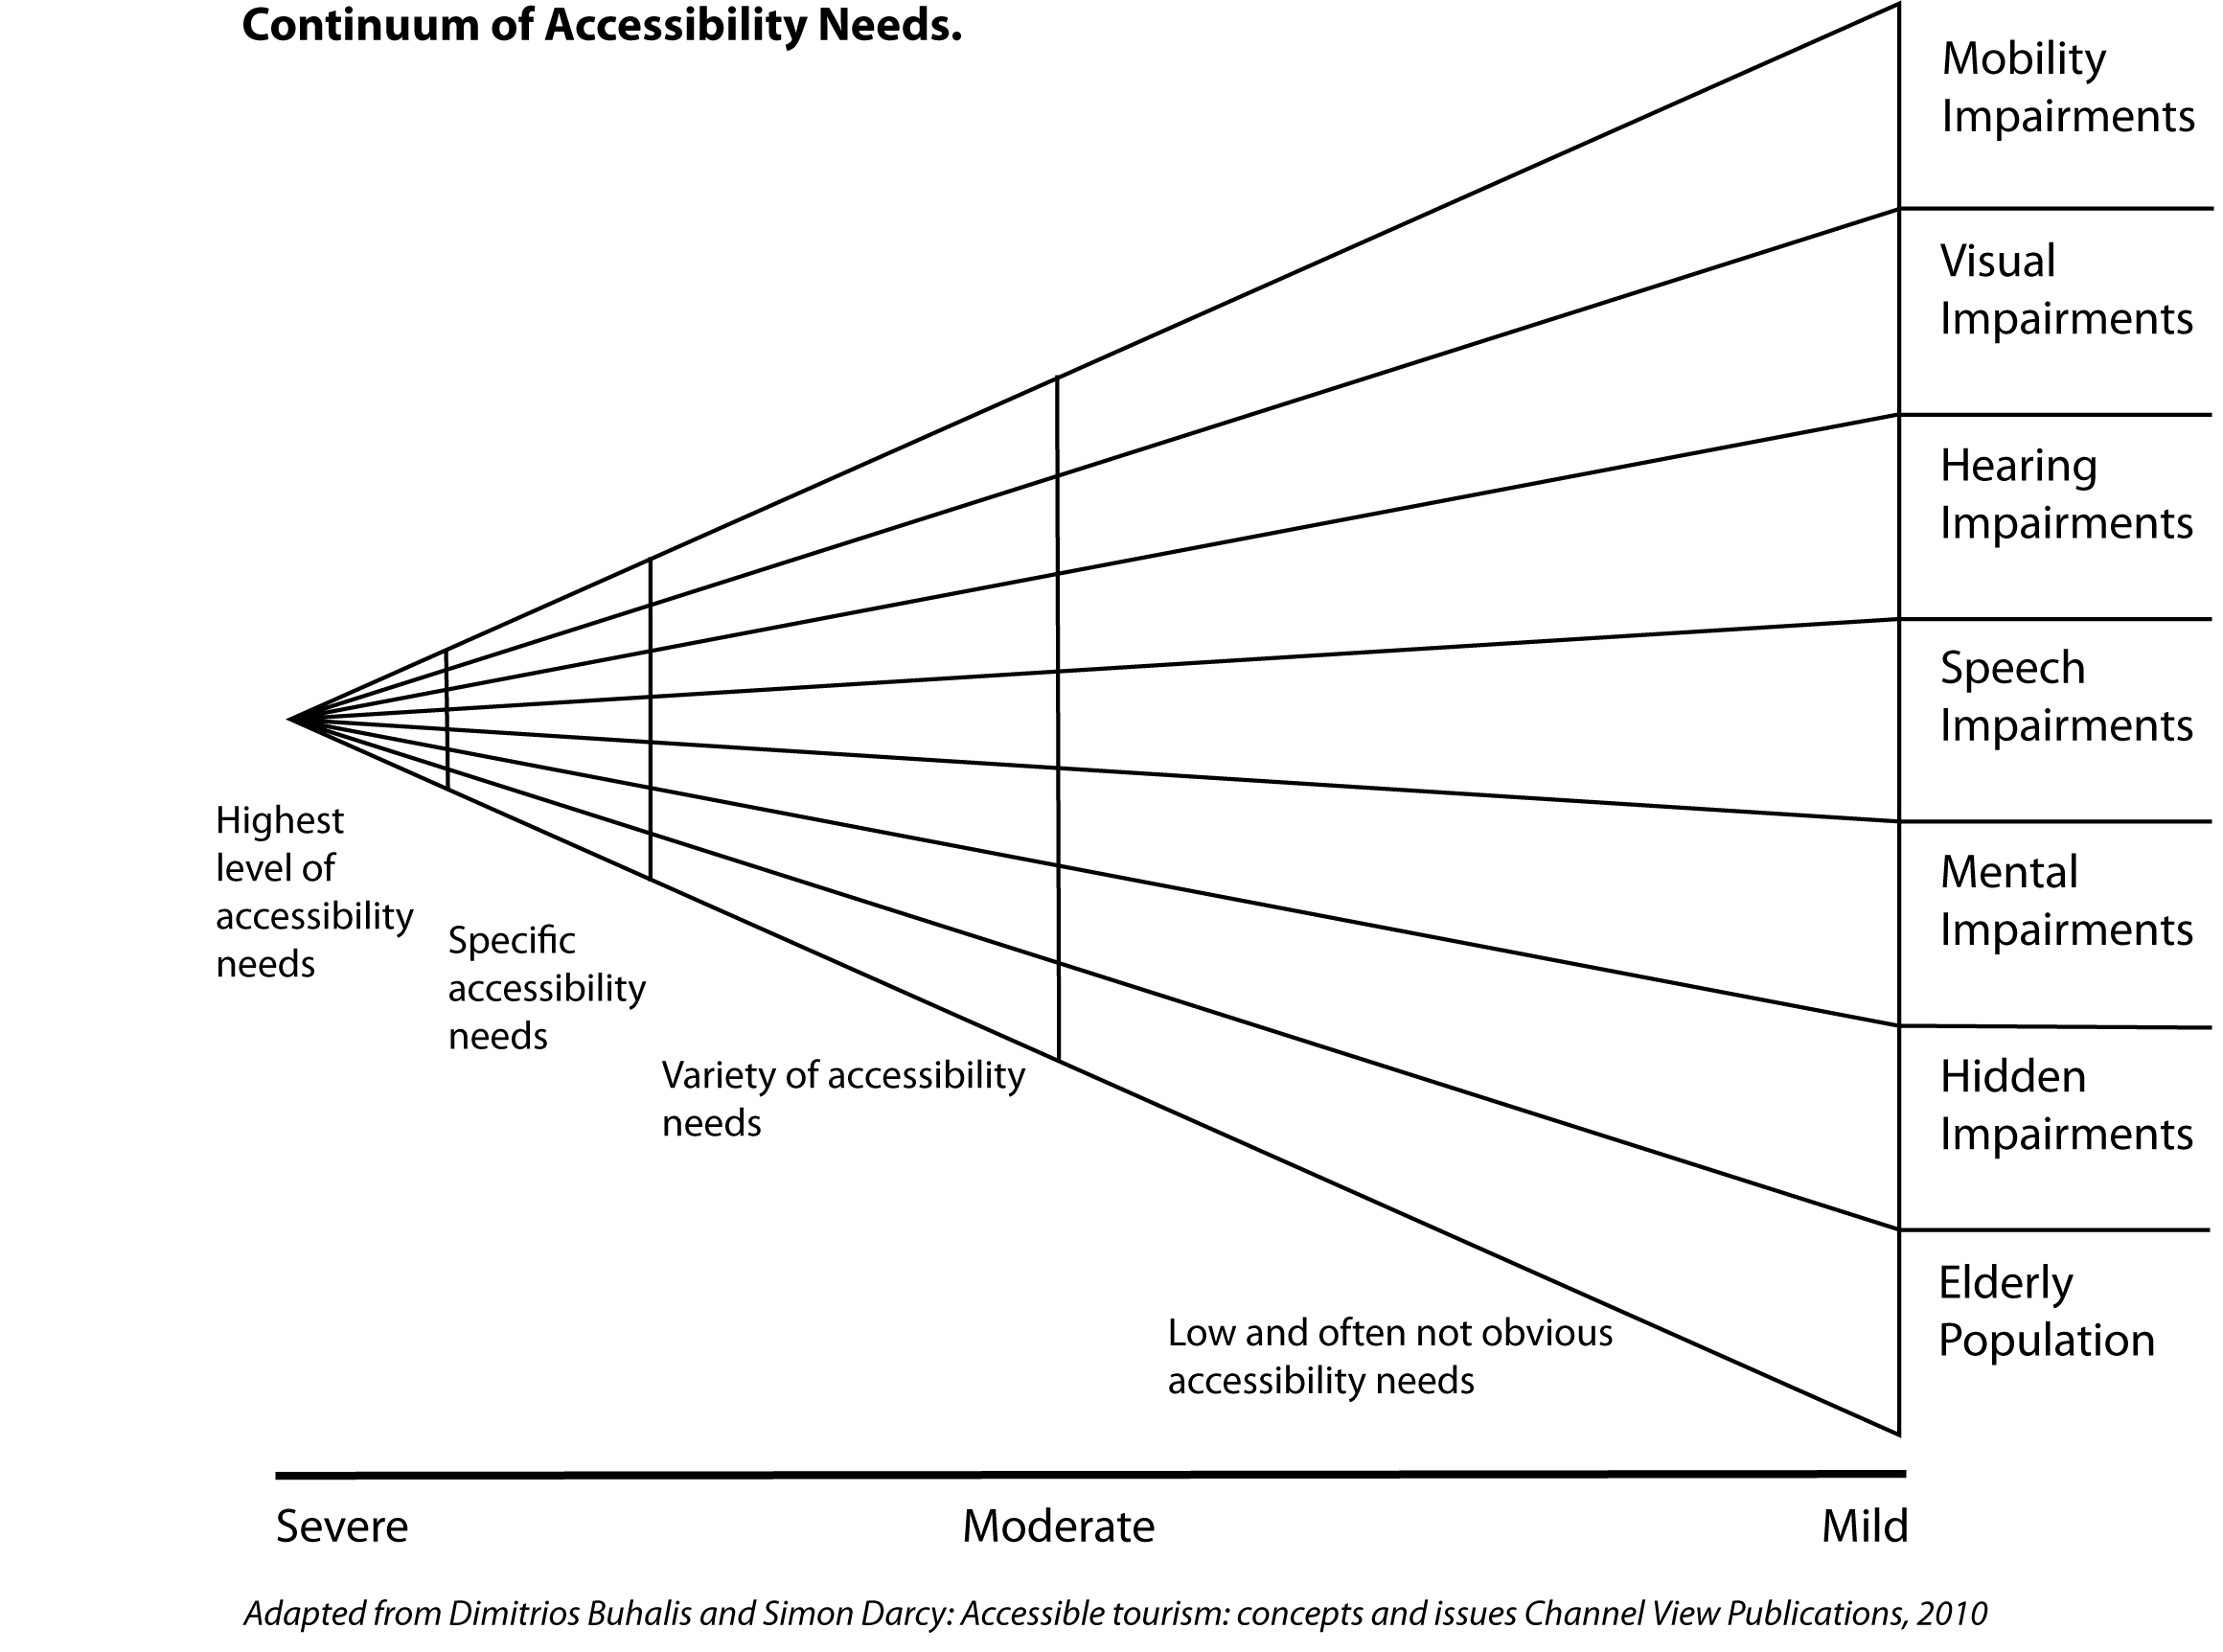 Continuum of Accessibility Needs.
Mobility
Impairments
Visual
Impairments
Hearing
Impairments
Speech
Impairments
Mental
Impairments
Hidden
Impairments
Elderly
Population
Highest
level of
accessibility
needs
Specific
accessibility
needs
Variety of accessibility
needs
Low and often not obvious
accessibility needs
Severe
Moderate
Mild
Adapted from Dimitrios Buhalis and Simon Darcy: Accessible tourism: concepts and issues Channel View Publications, 2010